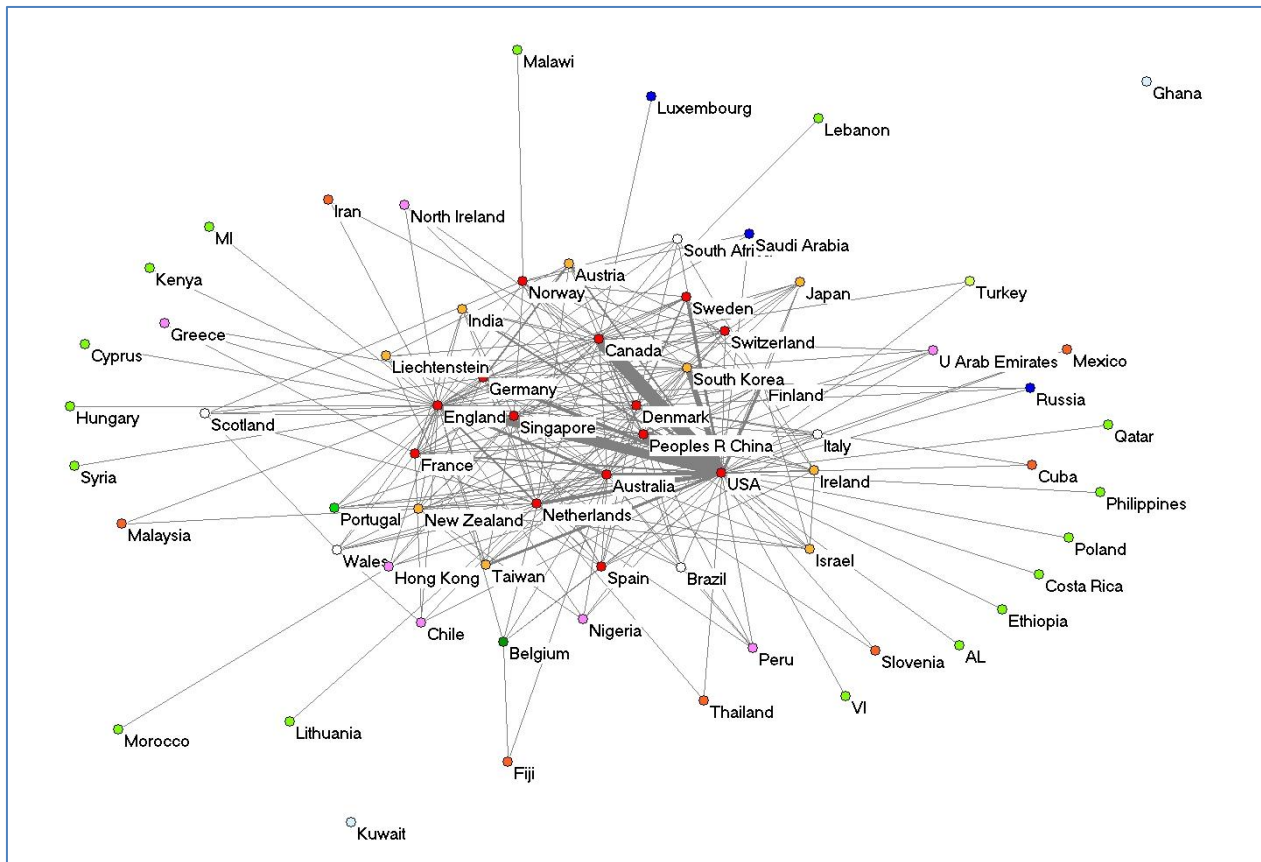 Malawi
Ghana
Luxembourg
Lebanon
Iran
North Ireland
MI
South Afri
Saudi Arabia
Kenya
Austria
Norway
Sweden
Japan
Turkey
India
Greece
Switzerland
Canada
Cyprus
Liechtenstein
U Arab Emirates
Mexico
South Korea
Germany
Finland
Russia
Hungary
Scotland
England
Singapore
Denmark
Peoples R China
Italy
Qatar
France
Syria
USA
Ireland
Cuba
Australia
Philippines
Portugal
New Zealand
Netherlands
Malaysia
Poland
Wales
Israel
Hong Kong
Taiwan
Spain
Brazil
Costa Rica
Ethiopia
Chile
Nigeria
Belgium
Peru
Slovenia
AL
VI
Thailand
Morocco
Lithuania
Fiji
Kuwait